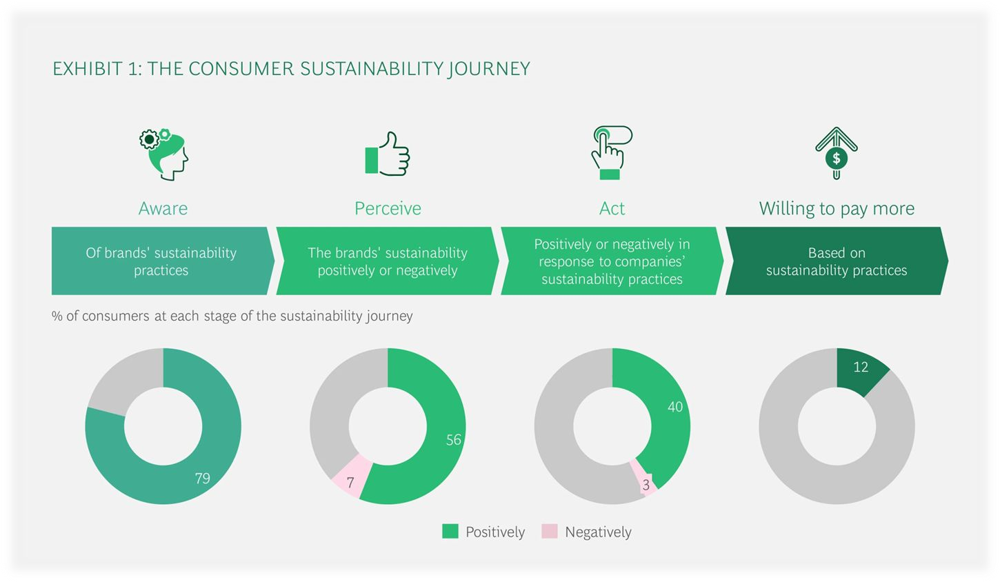 EXHIBIT 1: THE CONSUMER SUSTAINABILITY JOURNEY
$
Aware
Perceive
Act
Willing to pay more
Of brands' sustainability
practices
The brands' sustainability
positively or negatively
Positively or negatively in
response to companies’
sustainability practices
Based on
sustainability practices
% of consumers at each stage of the sustainability journey
79
56
7
40
3
12
Positively
Negatively